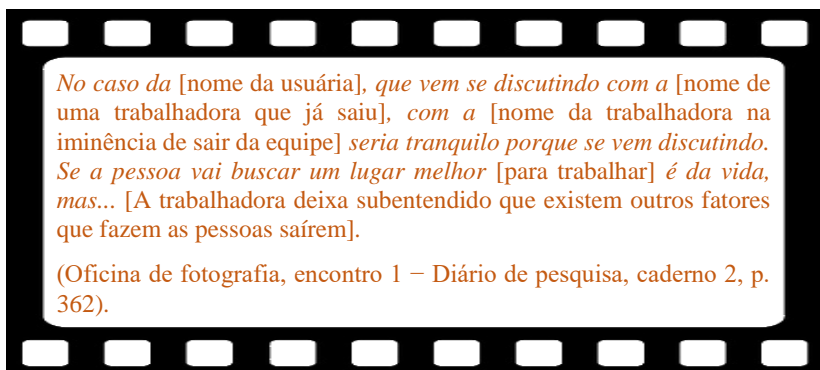 No caso da [nome da usuária], que vem se discutindo com a [nome de
uma trabalhadora que já saiu], com a [nome da trabalhadora na
iminência de sair da equipe] seria tranquilo porque se vem discutindo.
Se a pessoa vai buscar um lugar melhor [para trabalhar] é da vida,
mas... [A trabalhadora deixa subentendido que existem outros fatores
que fazem as pessoas saírem].
(Oficina de fotografia, encontro 1 − Diário de pesquisa, caderno 2, p.
362).